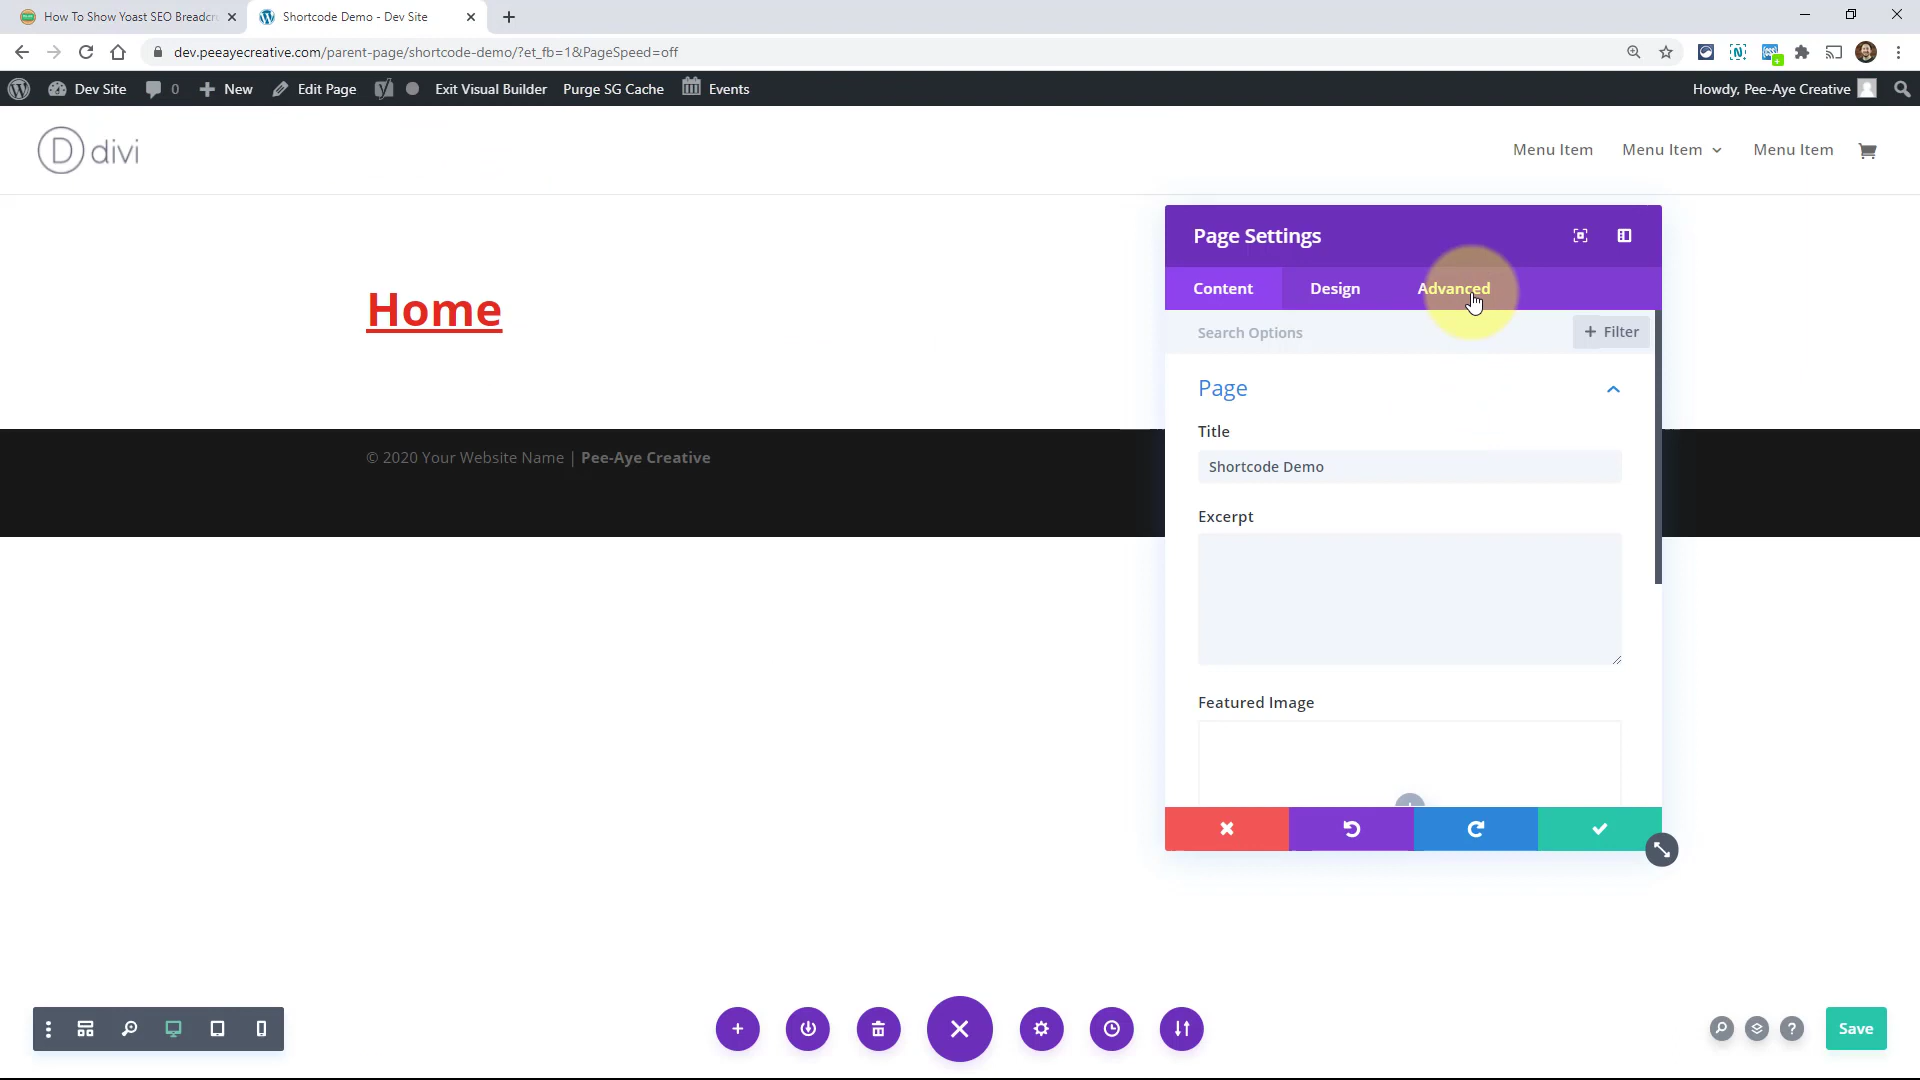 How To Show Yoast SEO Breadcr
Shortcode Demo - Dev Site
dev.peeayecreative.com/parent-page/shortcode-demo/?et_fb=1&PageSpeed=off
Dev Site 0 New Edit Page Exit Visual Builder Purge SG Cache Events Howdy, Pee-Aye Creative
D divi
Menu Item Menu Item Menu Item
Page Settings
Content Design Advanced
Home
Search Options
+ Filter
Page
Title
Shortcode Demo
© 2020 Your Website Name | Pee-Aye Creative
Excerpt
Featured Image
Save